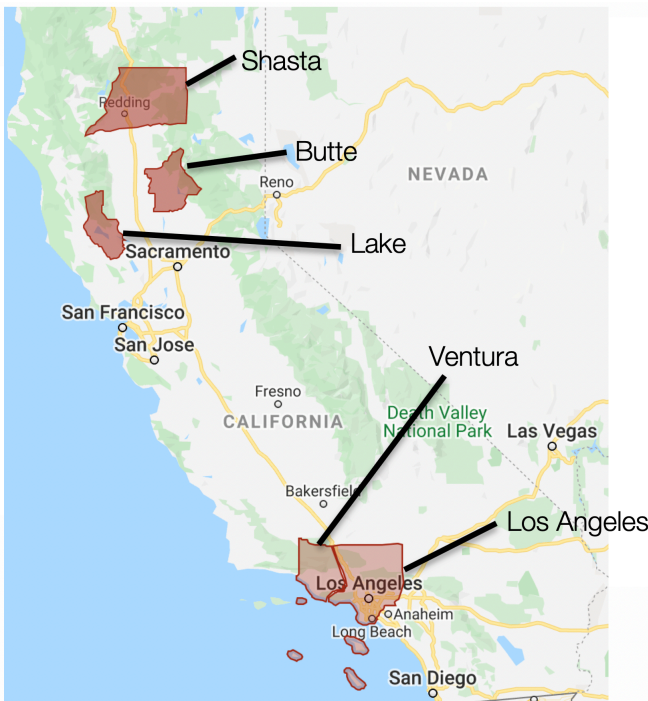 Shasta
Redding
Butte
NEVADA
Reno
Lake
Sacramento
San Francisco
San Jose
Ventura
Fresno
CALIFORNIA
Death Valley
National Park
Las Vegas
Bakersfield
Los Angeles
Los Angeles
Anaheim
Long Beach
San Diego